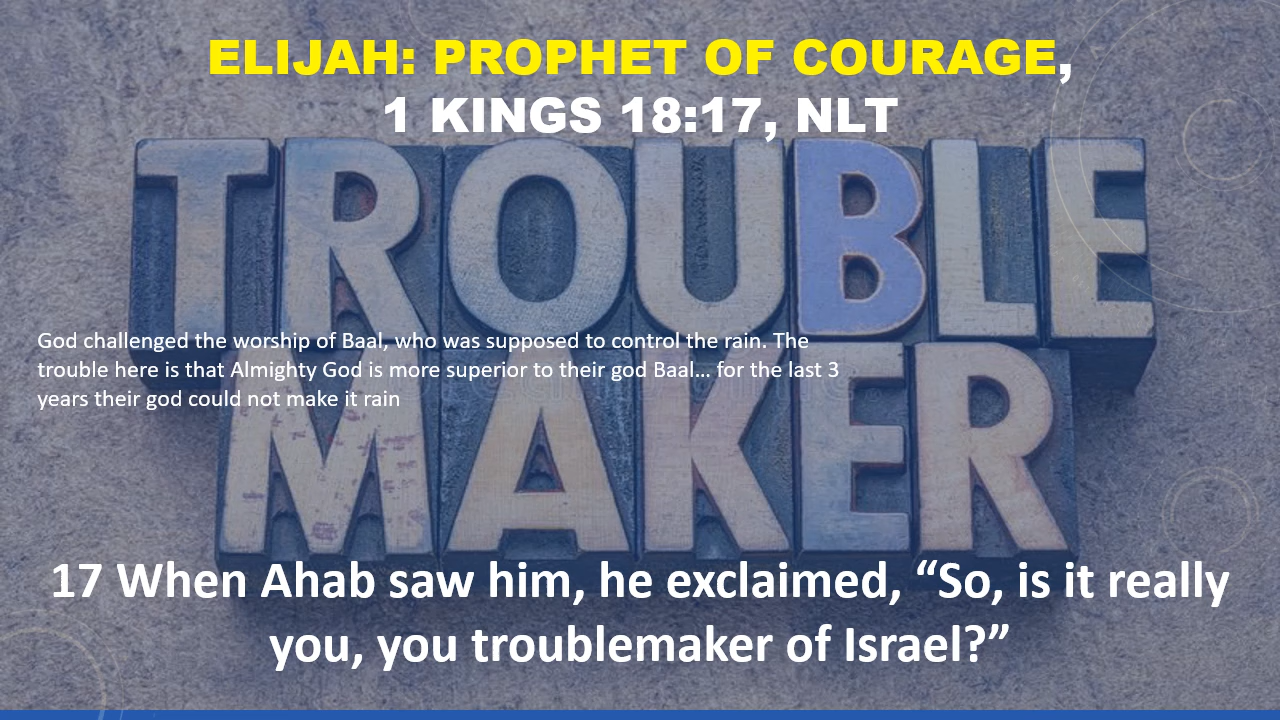 ELIJAH: PROPHET OF COURAGE,
1 KINGS 18:17, NLT
TROUBLE
MAKER
God challenged the worship of Baal, who was supposed to control the rain. The
trouble here is that Almighty God is more superior to their god Baal... for the last 3
years their god could not make it rain
17 When Ahab saw him, he exclaimed, “So, is it really
you, you troublemaker of Israel?”